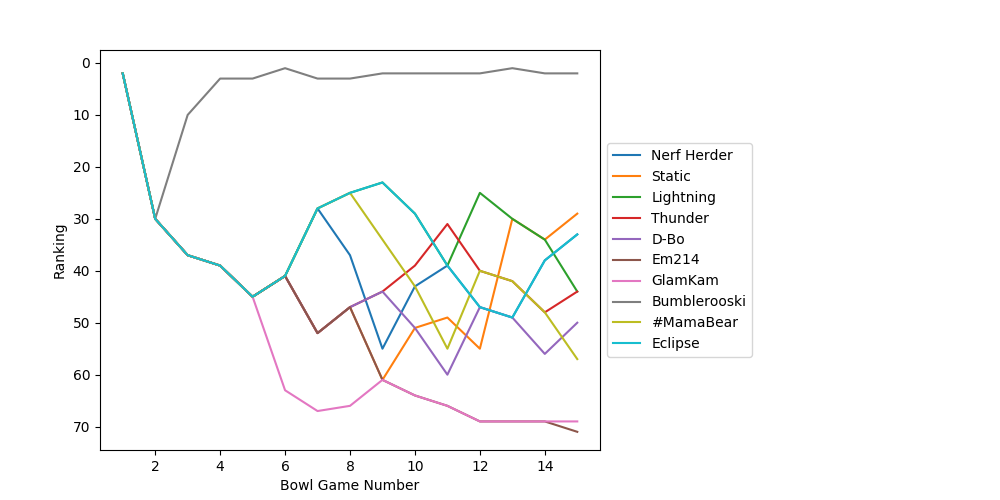 0
10
20
30
40
50
60
70
Ranking
2 4 6 8 10 12 14
Bowl Game Number
Nerf Herder
Static
Lightning
Thunder
D-Bo
Em214
GlamKam
Bumblerooski
#MamaBear
Eclipse